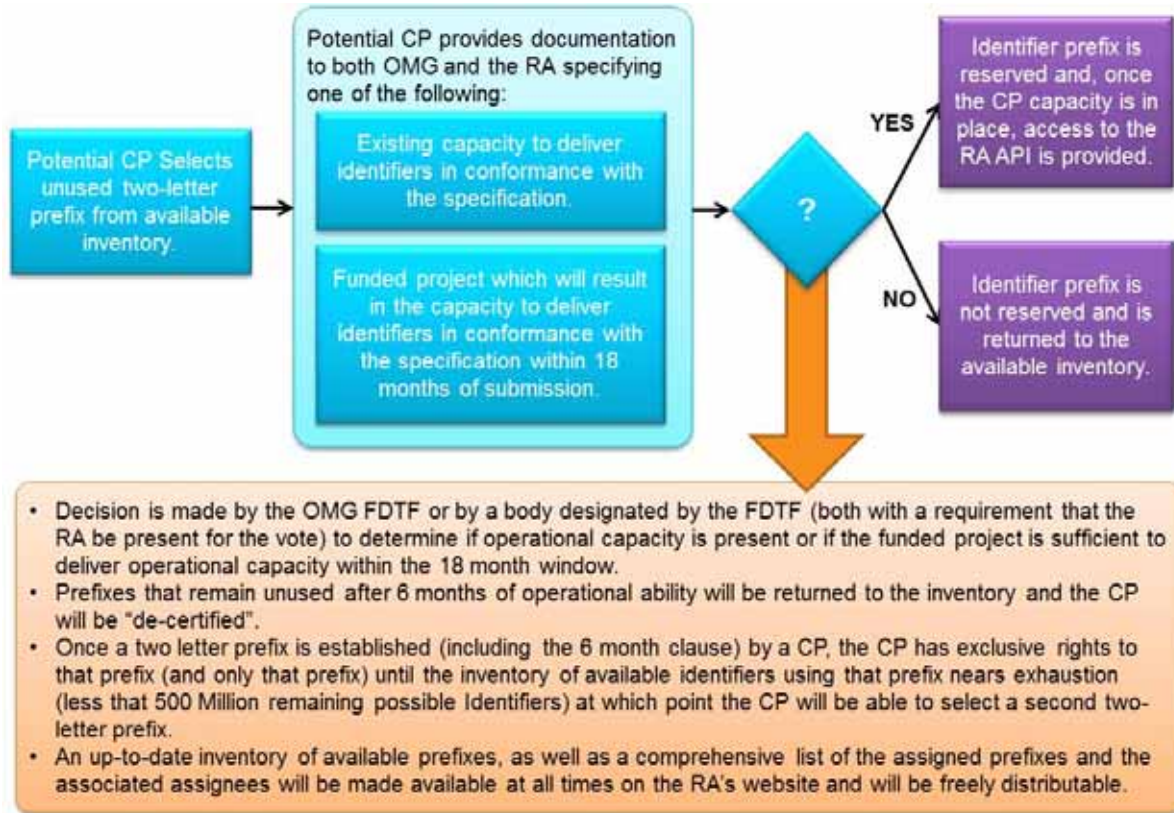 Potential CP Selects
unused two-letter
prefix from available
inventory.
Potential CP provides documentation
to both OMG and the RA specifying
one of the following:
Existing capacity to deliver
identifiers in conformance with
the specification.
Funded project which will result
in the capacity to deliver
identifiers in conformance with
the specification within 18
months of submission.
?
YES
Identifier prefix is
reserved and, once
the CP capacity is in
place, access to the
RA API is provided.
NO
Identifier prefix is
not reserved and is
returned to the
available inventory.
• Decision is made by the OMG FDTF or by a body designated by the FDTF (both with a requirement that the
RA be present for the vote) to determine if operational capacity is present or if the funded project is sufficient to
deliver operational capacity within the 18 month window.
• Prefixes that remain unused after 6 months of operational ability will be returned to the inventory and the CP
will be “de-certified”.
• Once a two letter prefix is established (including the 6 month clause) by a CP, the CP has exclusive rights to
that prefix (and only that prefix) until the inventory of available identifiers using that prefix nears exhaustion
(less that 500 Million remaining possible Identifiers) at which point the CP will be able to select a second two-
letter prefix.
• An up-to-date inventory of available prefixes, as well as a comprehensive list of the assigned prefixes and the
associated assignees will be made available at all times on the RA’s website and will be freely distributable.